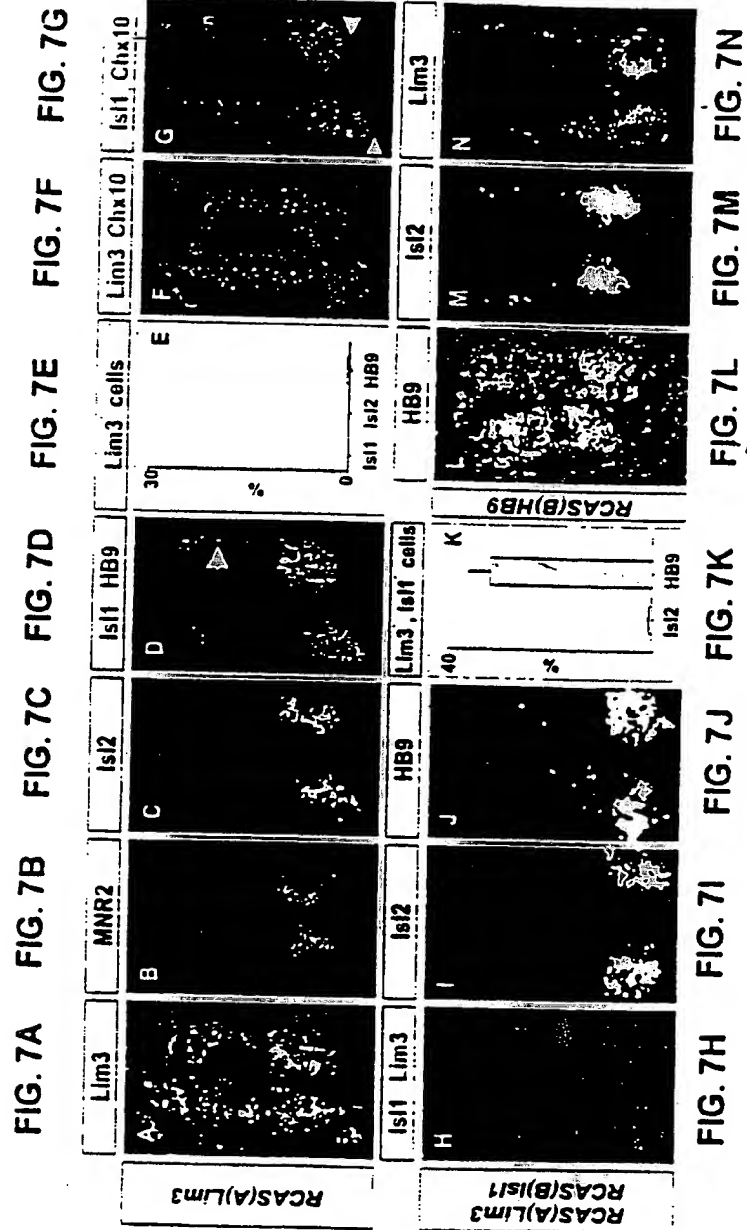 FIG. 7A
FIG. 7B
FIG. 7C
FIG. 7D
FIG. 7E
FIG. 7F
FIG. 7G
Lim3
MNR2
Isl2
Isl1 HB9
Lim3 cells
Lim3 Chx10
Isl1 Chx10
RCAS(A)Lim3
A
B
C
D
30
%
0
E
Isl1 Isl2 HB9
F
G
Isl1 Lim3
Isl2
HB9
Lim3, Isl1 cells
HB9
Isl2
Lim3
RCAS(A)Lim3
RCAS(B)Isl1
H
I
J
40
%
K
Isl2 HB9
RCAS(B)HB9
L
M
N
FIG. 7H
FIG. 7I
FIG. 7J
FIG. 7K
FIG. 7L
FIG. 7M
FIG. 7N